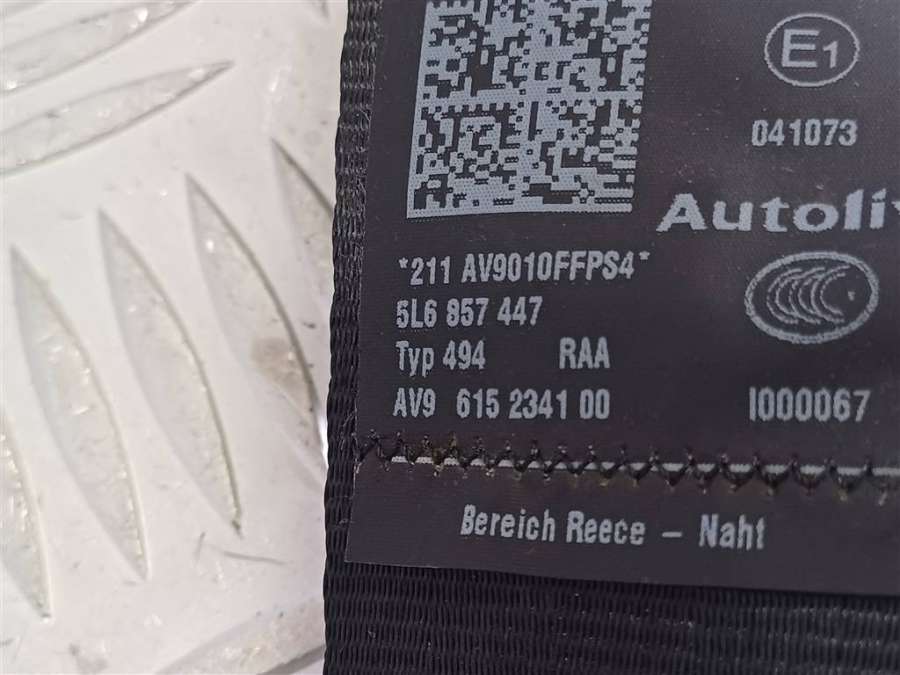 E1
041073
Autoliv
*211 AV9010FFPS4*
5L6 857 447
Typ 494 RAA
AV9 615 2341 00 I000067
Bereich Reece – Naht